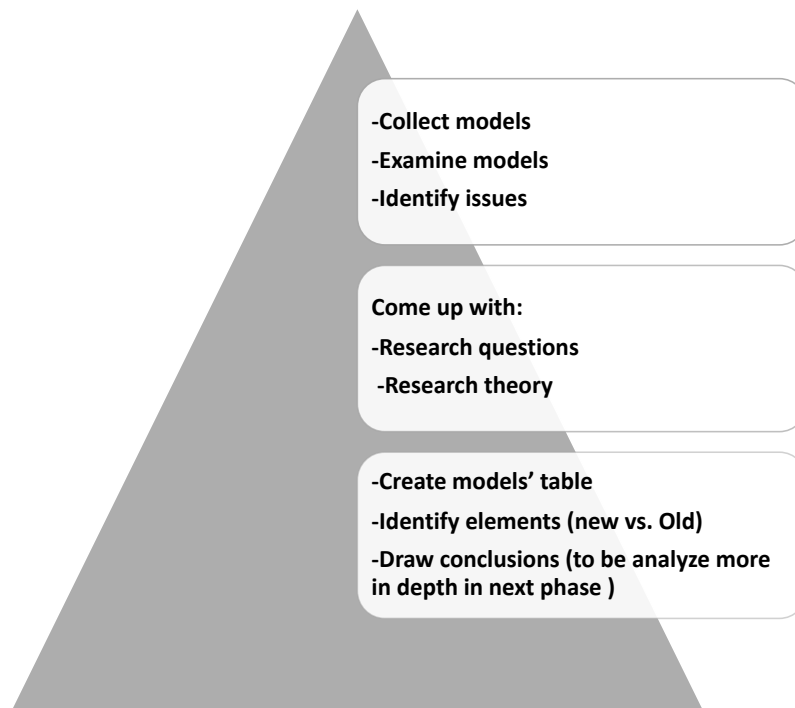 -Collect models
-Examine models
-Identify issues
Come up with:
-Research questions
-Research theory
-Create models’ table
-Identify elements (new vs. Old)
-Draw conclusions (to be analyze more
in depth in next phase )